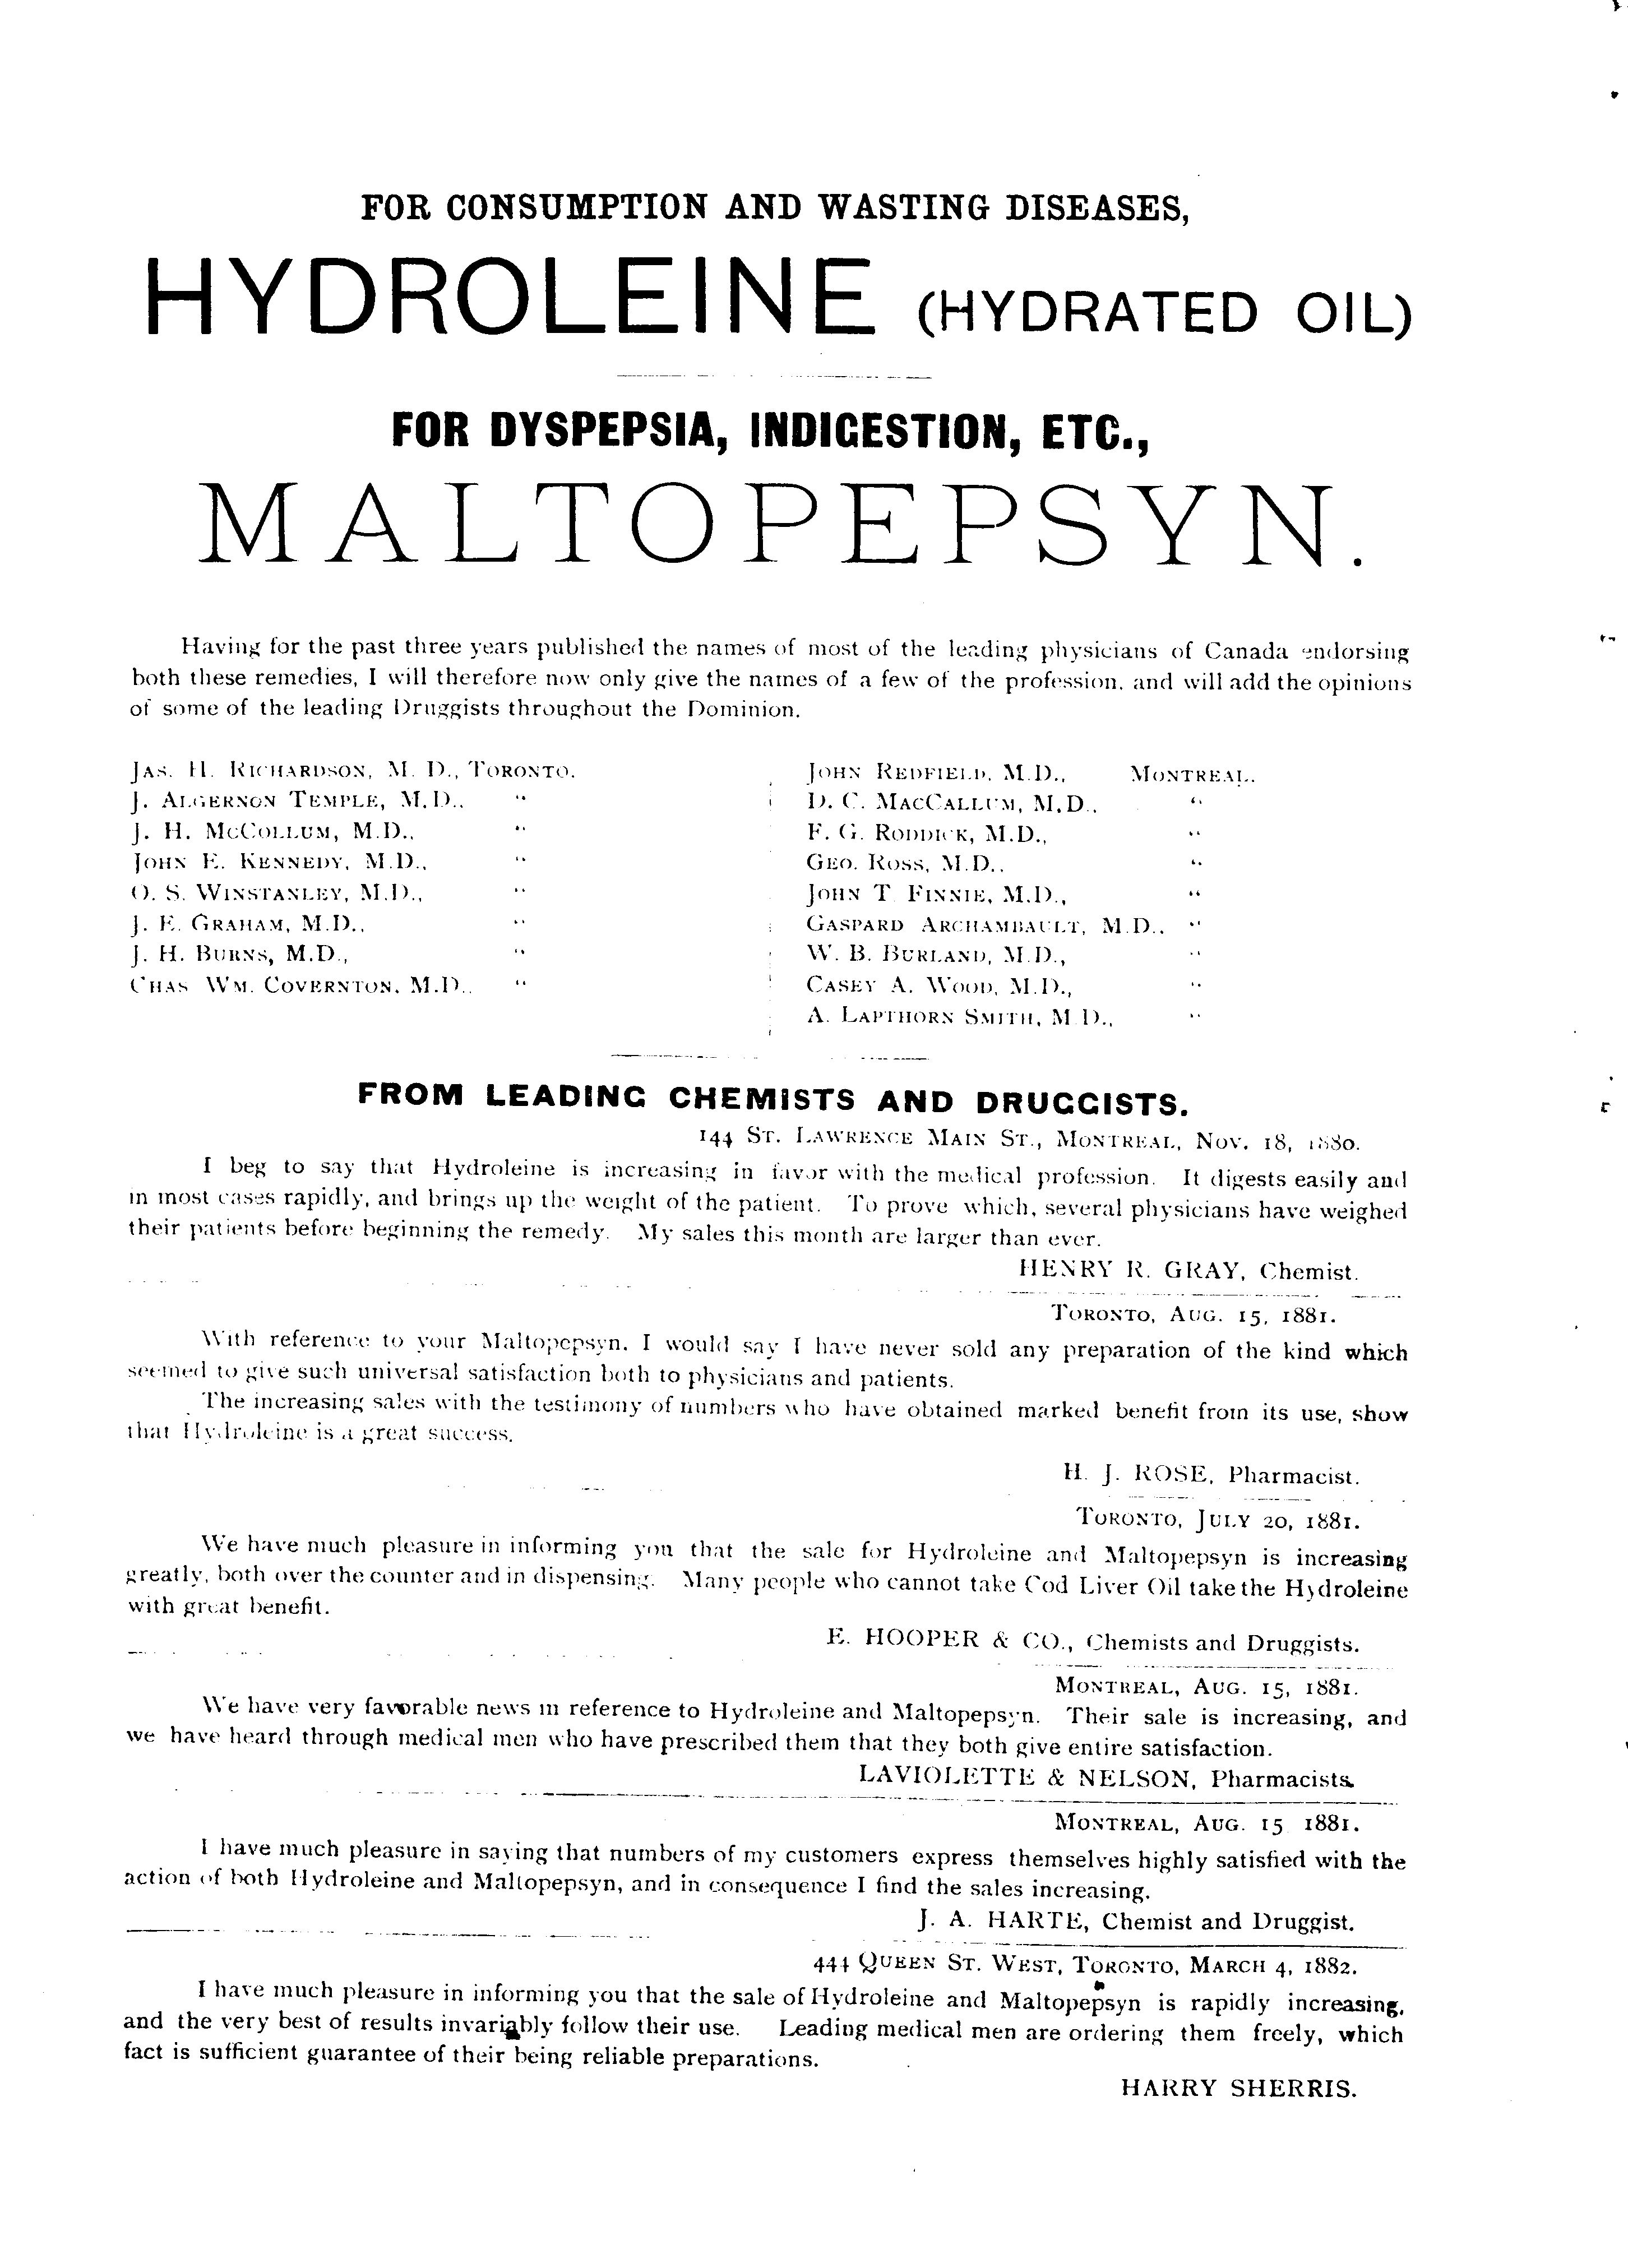 FOR CONSUMPTION AND WASTING DISEASES,
HYDROLEINE (HYDRATED OIL)
FOR DYSPEPSIA, INDIGESTION, ETC.,
MALTOPEPSYN.
Having for the past three years published the names of most of the leading physicians of Canada endorsing
both these remedies, I will therefore now only give the names of a few of the profession, and will add the opinions
of some of the leading Druggists throughout the Dominion.
JAS. H. RICHARDSON, M. D., TORONTO.
J. ALGERNON TEMPLE, M.D., "
J. H. MCCOLLUM, M.D., "
JOHN E. KENNEDY, M.D., "
O. S. WINSTANLEY, M.D., "
J. E. GRAHAM, M.D., "
J. H. BURNS, M.D., "
CHAS WM. COVERNTON, M.D., "
JOHN REDFIELD, M.D., MONTREAL.
D. C. MACCALLUM, M.D., "
F. G. RODDICK, M.D., "
GEO. ROSS, M.D., "
JOHN T FINNIE, M.D., "
GASPARD ARCHAMBAULT, M.D., "
W. B. BURLAND, M.D., "
CASEY A. WOOD, M.D., "
A. LAPTHORN SMITH, M.D., "
FROM LEADING CHEMISTS AND DRUGGISTS.
144 ST. LAWRENCE MAIN ST., MONTREAL, NOV. 18, 1880.
I beg to say that Hydroleine is increasing in favor with the medical profession. It digests easily and
in most cases rapidly, and brings up the weight of the patient. To prove which, several physicians have weighed
their patients before beginning the remedy. My sales this month are larger than ever.
HENRY R. GRAY, Chemist.
TORONTO, AUG. 15, 1881.
With reference to your Maltopepsyn, I would say I have never sold any preparation of the kind which
seemed to give such universal satisfaction both to physicians and patients.
The increasing sales with the testimony of numbers who have obtained marked benefit from its use, show
that Hydroleine is a great success.
H. J. ROSE, Pharmacist.
TORONTO, JULY 20, 1881.
We have much pleasure in informing you that the sale for Hydroleine and Maltopepsyn is increasing
greatly, both over the counter and in dispensing. Many people who cannot take Cod Liver Oil take the Hydroleine
with great benefit.
E. HOOPER & CO., Chemists and Druggists.
MONTREAL, AUG. 15, 1881.
We have very favorable news in reference to Hydroleine and Maltopepsyn. Their sale is increasing, and
we have heard through medical men who have prescribed them that they both give entire satisfaction.
LAVIOLETTE & NELSON, Pharmacists.
MONTREAL, AUG. 15 1881.
I have much pleasure in saying that numbers of my customers express themselves highly satisfied with the
action of both Hydroleine and Maltopepsyn, and in consequence I find the sales increasing.
J. A. HARTE, Chemist and Druggist.
444 QUEEN ST. WEST, TORONTO, MARCH 4, 1882.
I have much pleasure in informing you that the sale of Hydroleine and Maltopepsyn is rapidly increasing,
and the very best of results invariably follow their use. Leading medical men are ordering them freely, which
fact is sufficient guarantee of their being reliable preparations.
HARRY SHERRIS.